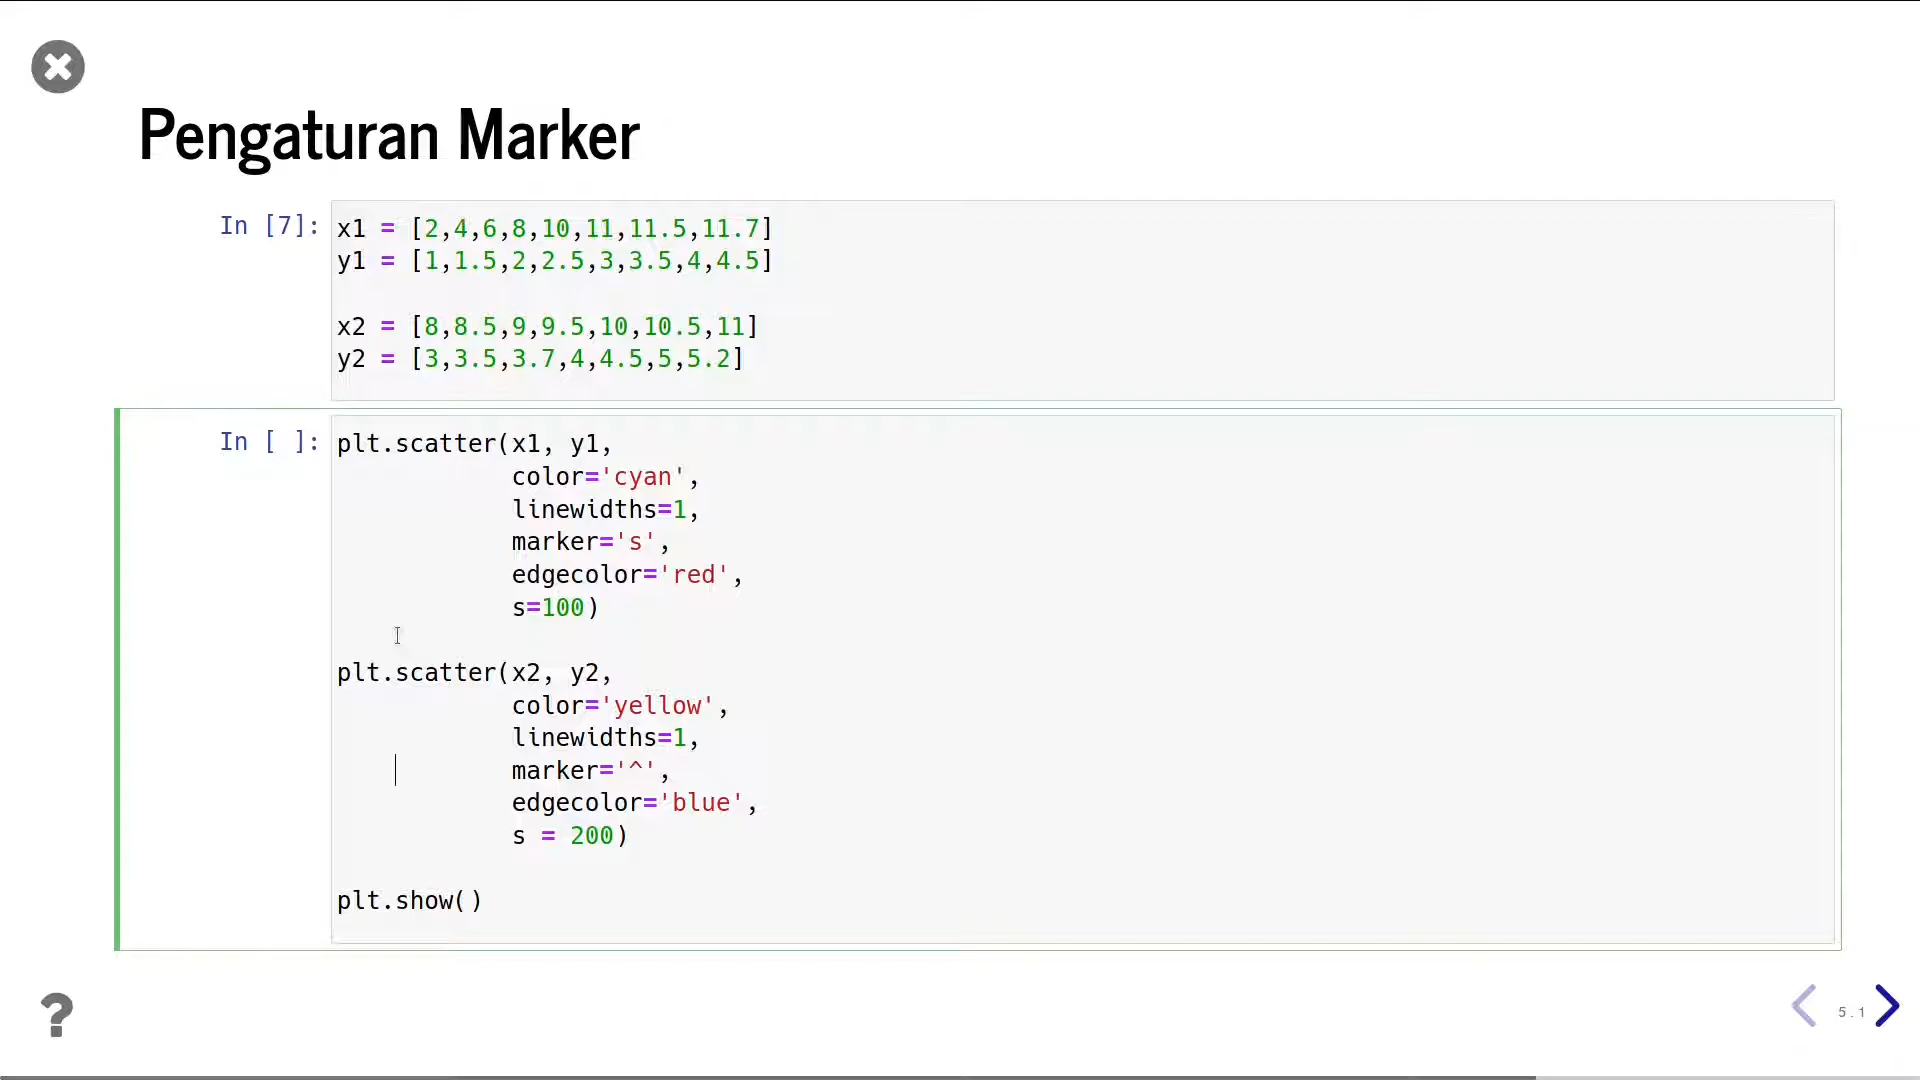 Pengaturan Marker
In [7]:
x1 = [2,4,6,8,10,11,11.5,11.7]
y1 = [1,1.5,2,2.5,3,3.5,4,4.5]
x2 = [8,8.5,9,9.5,10,10.5,11]
y2 = [3,3.5,3.7,4,4.5,5,5.2]
In [ ]:
plt.scatter(x1, y1,
color='cyan',
linewidths=1,
marker='s',
edgecolor='red',
s=100)
plt.scatter(x2, y2,
color='yellow',
linewidths=1,
marker='^',
edgecolor='blue',
s = 200)
plt.show()
5.1